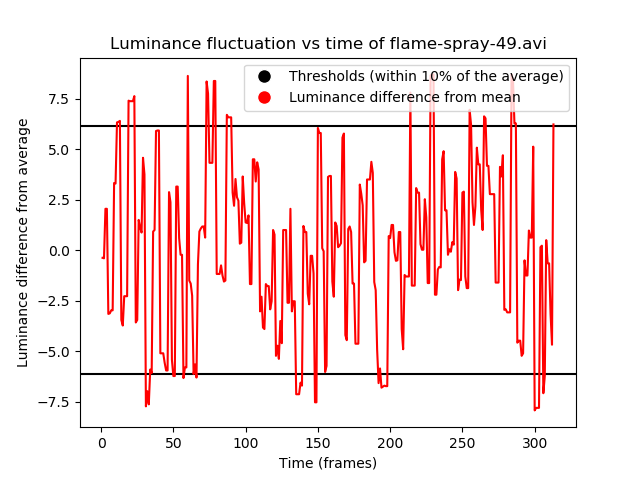 Luminance fluctuation vs time of flame-spray-49.avi
Thresholds (within 10% of the average)
Luminance difference from mean
Luminance difference from average
7.5
5.0
2.5
0.0
−2.5
−5.0
−7.5
0 50 100 150 200 250 300
Time (frames)